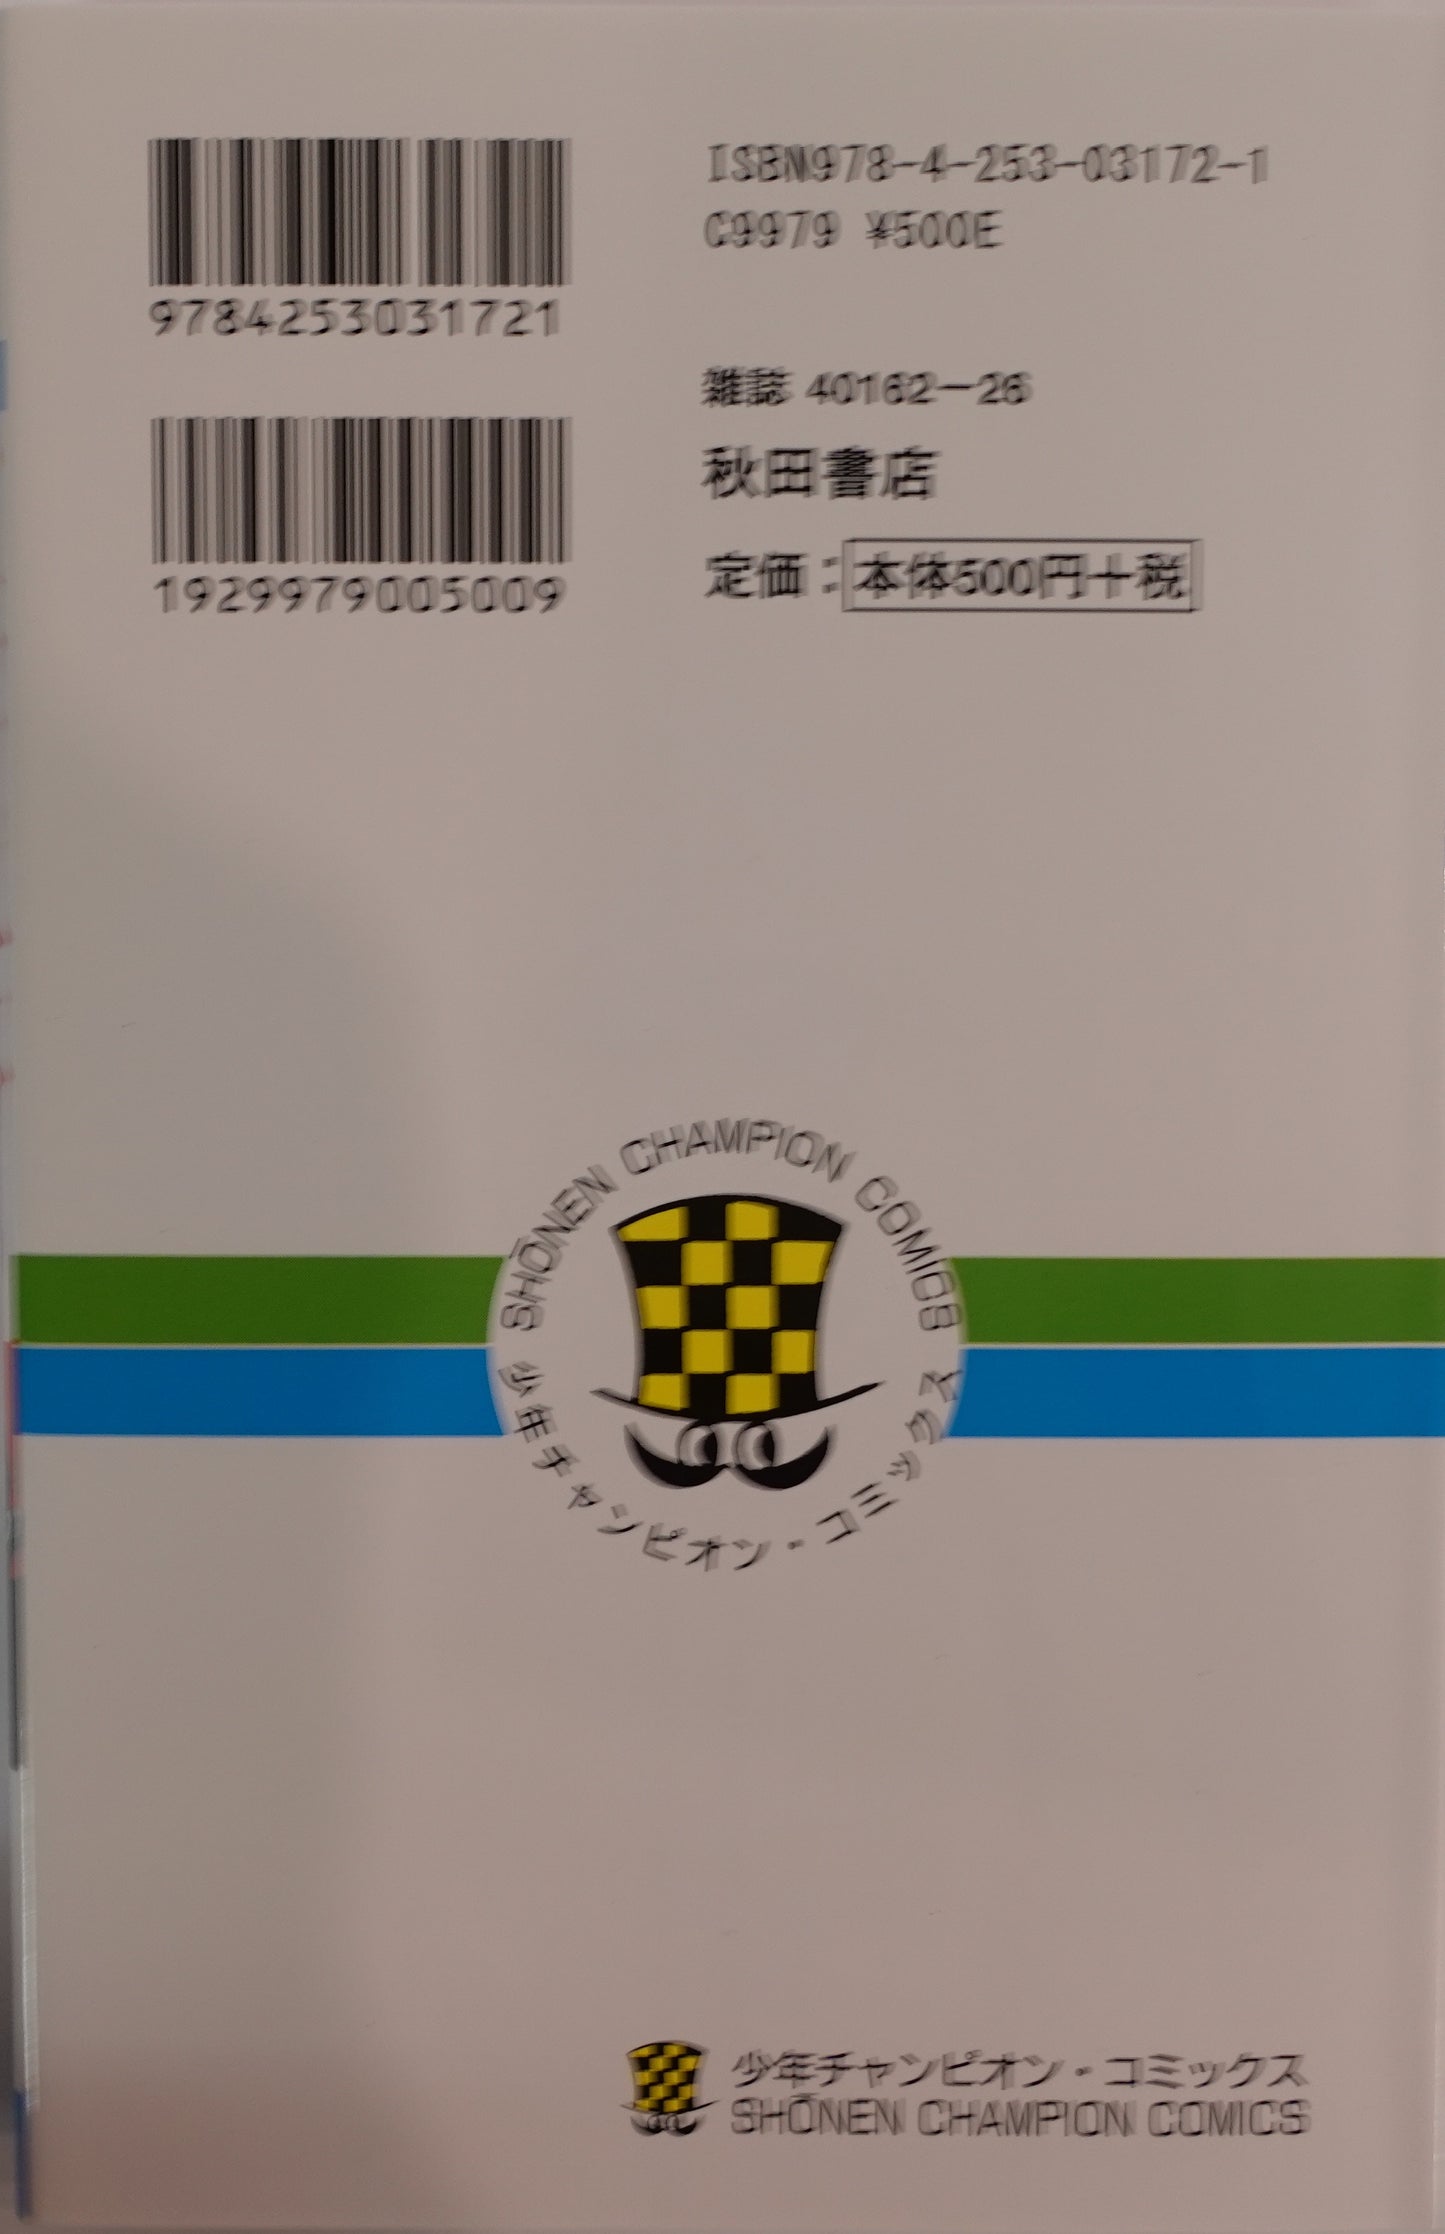 9784253031721
1929979005009
ISBN978-4-253-03172-1
C9979 ¥500E
雑誌 40162-26
秋田書店
定価:本体500円+税
SHŌNEN CHAMPION COMICS
少年チャンピオン・コミックス
少年チャンピオン・コミックス
SHŌNEN CHAMPION COMICS